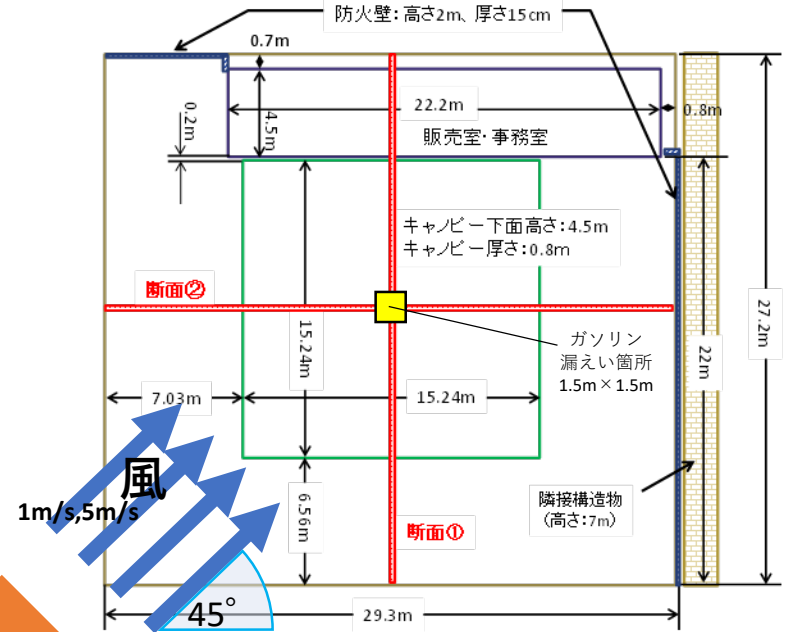 防火壁：高さ2m、厚さ15cm
0.7m
0.2m
4.5m
22.2m
0.8m
販売室・事務室
キャノピー下面高さ：4.5m
キャノピー厚さ：0.8m
断面②
ガソリン
漏えい箇所
1.5m×1.5m
15.24m
27.2m
22m
7.03m
15.24m
風
1m/s,5m/s
6.56m
断面①
隣接構造物
(高さ：7m)
45°
29.3m